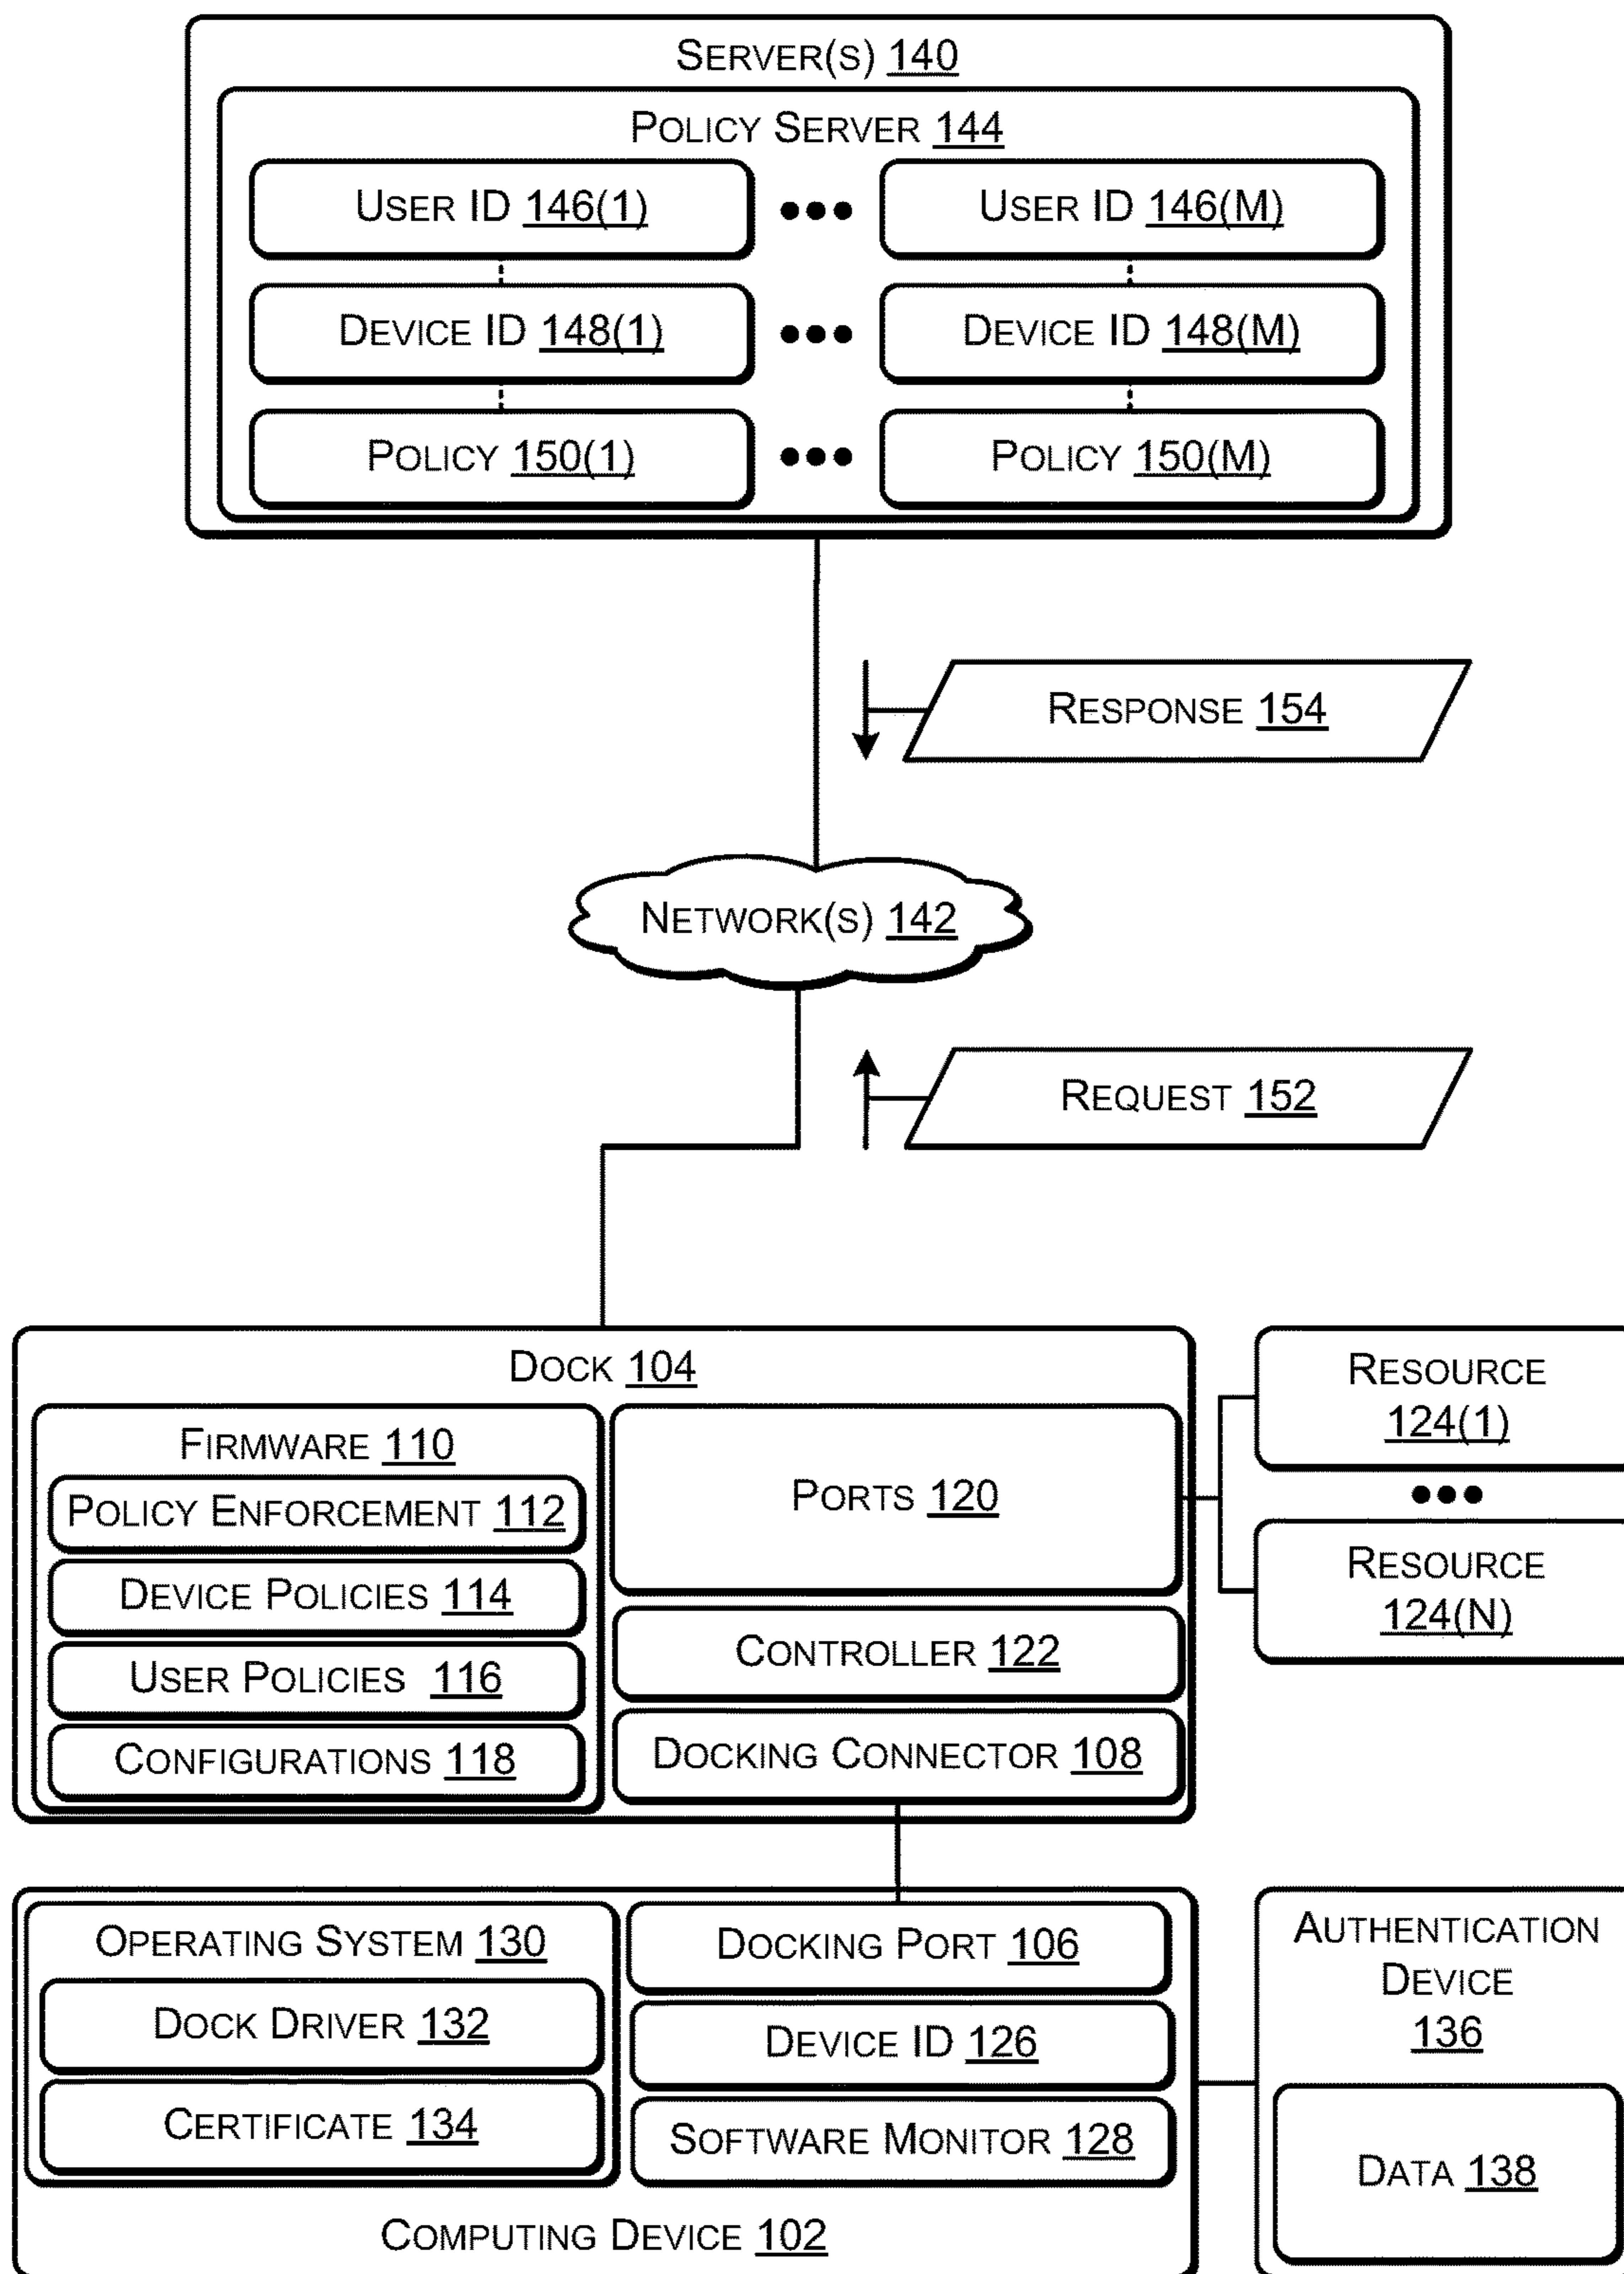 SERVER(S) 140
POLICY SERVER 144
USER ID 146(1) ●●● USER ID 146(M)
DEVICE ID 148(1) ●●● DEVICE ID 148(M)
POLICY 150(1) ●●● POLICY 150(M)
RESPONSE 154
NETWORK(S) 142
REQUEST 152
DOCK 104
FIRMWARE 110
POLICY ENFORCEMENT 112
DEVICE POLICIES 114
USER POLICIES 116
CONFIGURATIONS 118
PORTS 120
CONTROLLER 122
DOCKING CONNECTOR 108
RESOURCE
124(1)
●●●
RESOURCE
124(N)
OPERATING SYSTEM 130
DOCK DRIVER 132
CERTIFICATE 134
DOCKING PORT 106
DEVICE ID 126
SOFTWARE MONITOR 128
COMPUTING DEVICE 102
AUTHENTICATION
DEVICE
136
DATA 138